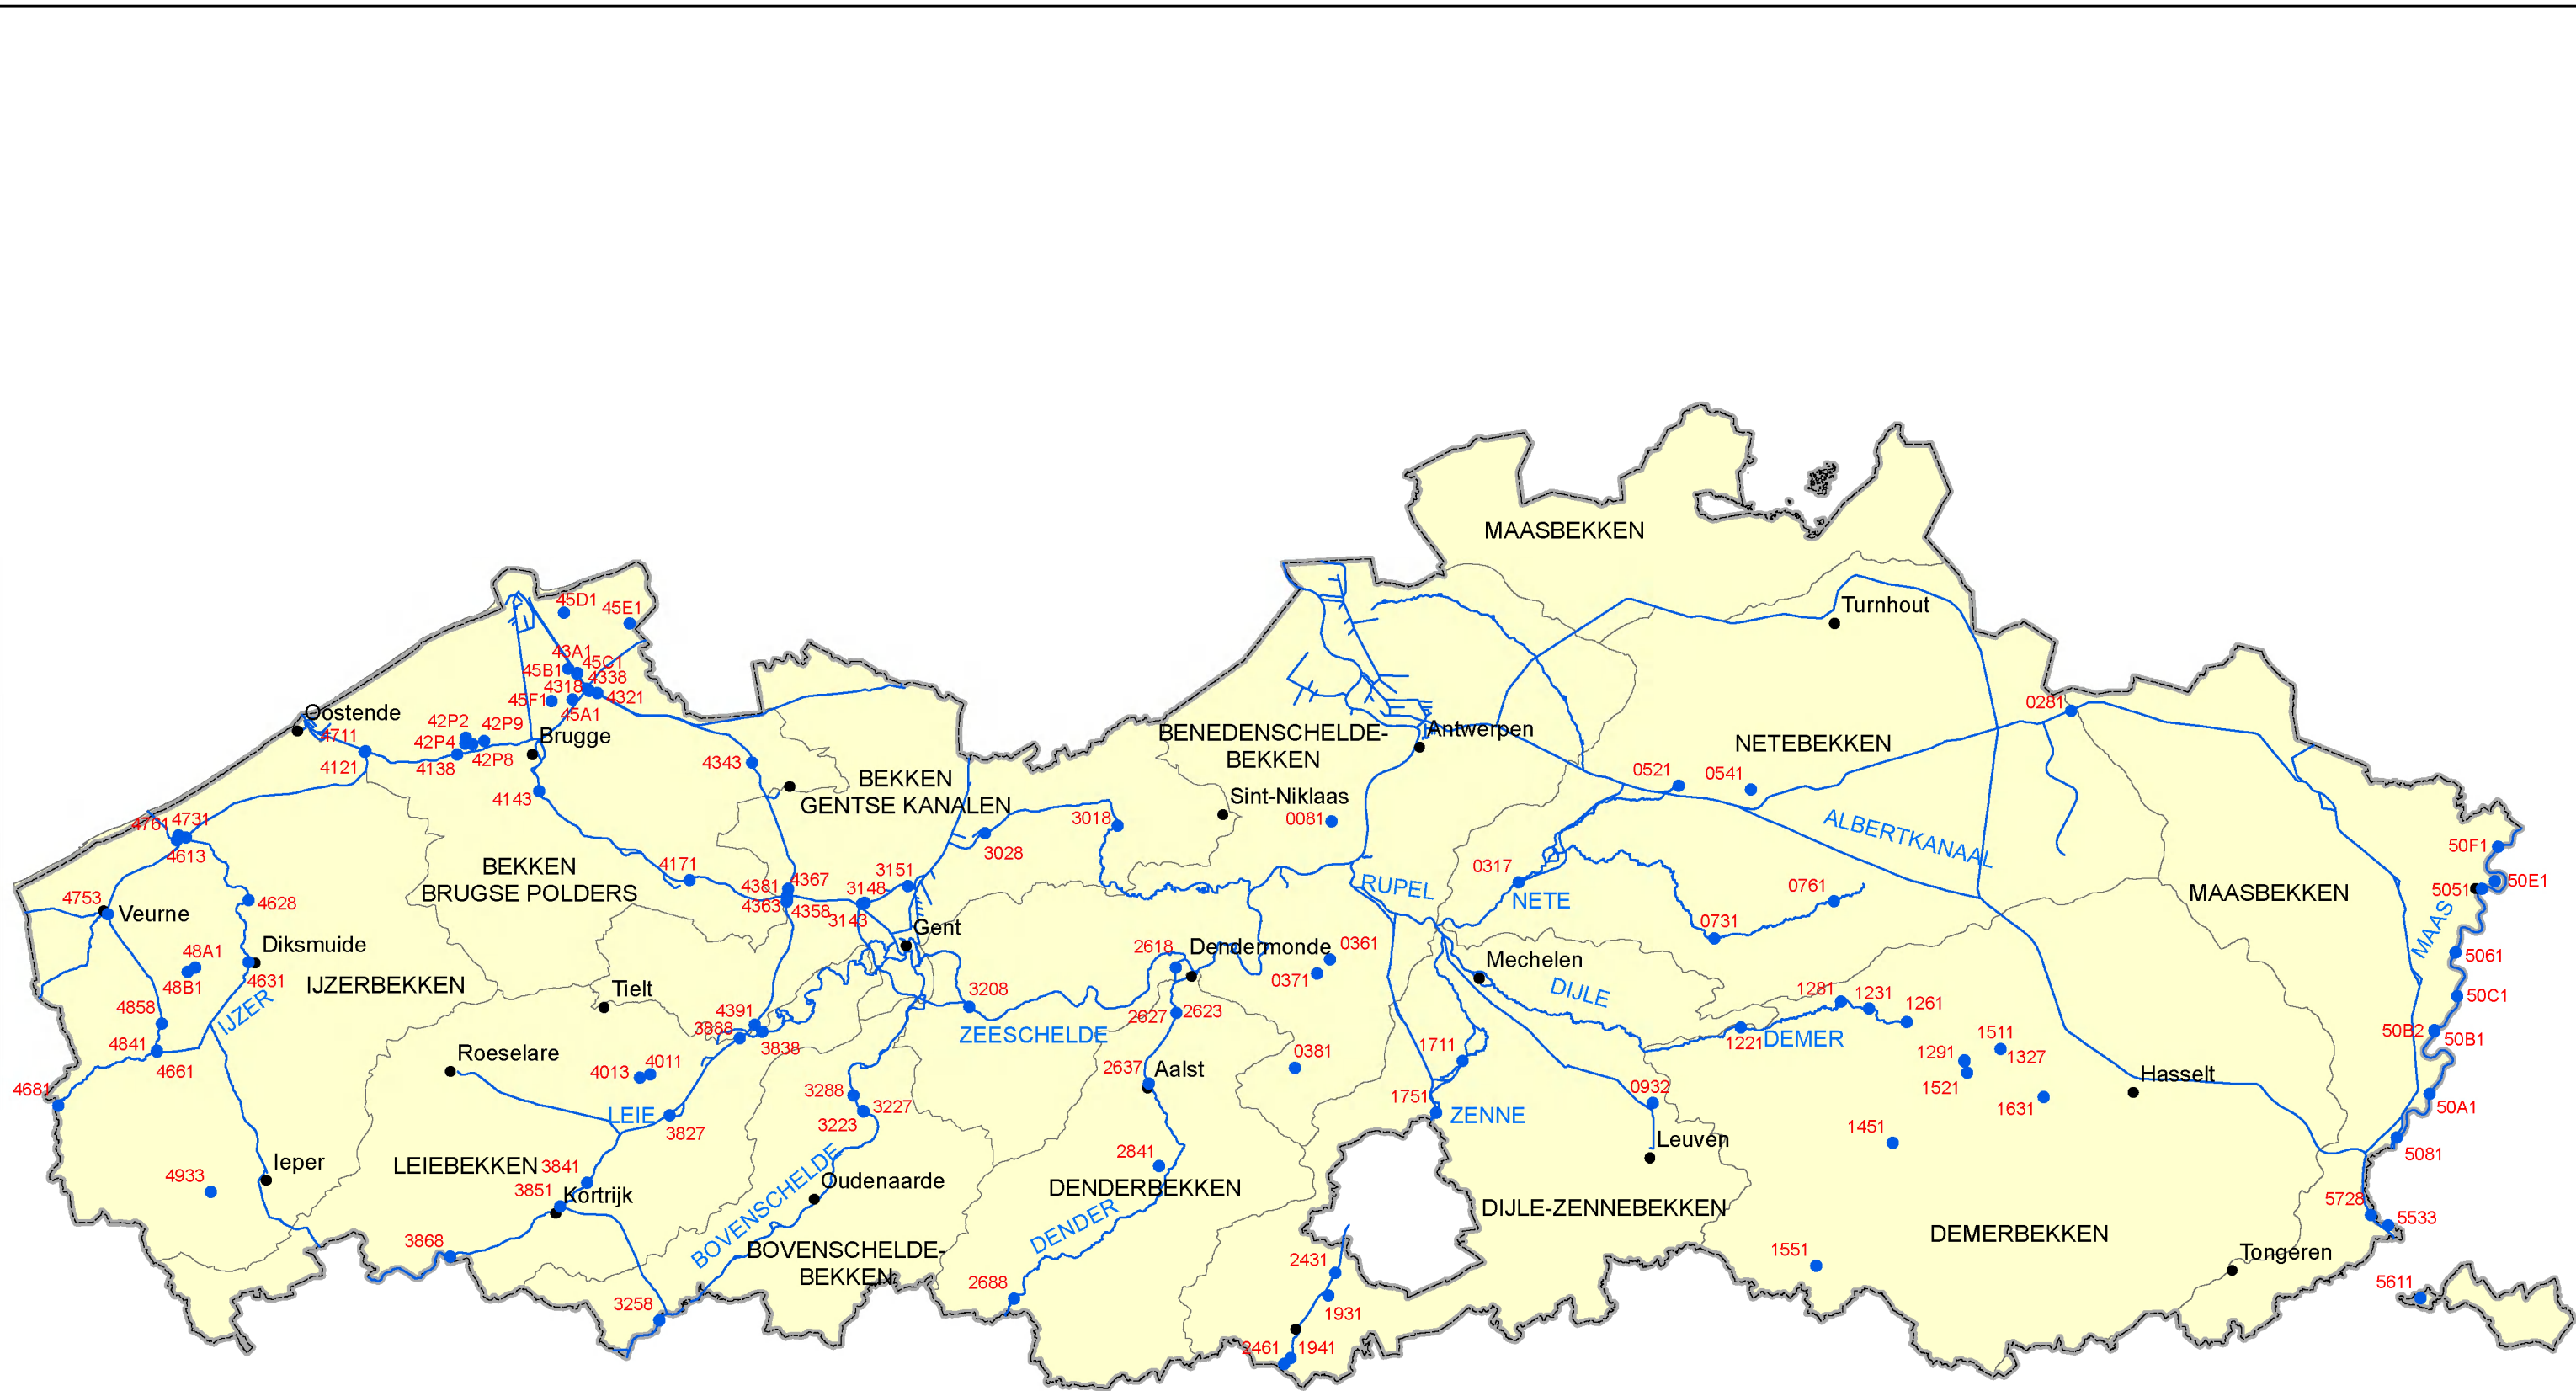 MAASBEKKEN
45D1
45E1
Turnhout
43A1
45C1
45B1
4338
4318
4321
45F1
45A1
0281
Oostende
42P2
42P9
4711
42P4
Brugge
BENEDENSCHELDE-
BEKKEN
Antwerpen
NETEBEKKEN
4121
4138
42P8
4343
BEKKEN
GENTSE KANALEN
0521
0541
4143
Sint-Niklaas
0081
3018
ALBERTKANAAL
4761
4731
4613
3028
50F1
BEKKEN
BRUGSE POLDERS
4171
4381
4367
3148
3151
4363
4358
3143
0317
RUPEL
NETE
0761
0731
MAASBEKKEN
5051
50E1
MAAS
4753
Veurne
4628
Gent
Diksmuide
48A1
48B1
4631
IJZERBEKKEN
2618
Dendermonde
0361
0371
Mechelen
5061
Tielt
3208
DIJLE
1281
1231
1261
50C1
4858
IJZER
4391
3888
3838
ZEESCHELDE
2627
2623
1221
DEMER
50B2
50B1
4841
4661
Roeselare
4013
4011
0381
1711
1511
1327
1291
1521
Hasselt
4681
3288
3227
3223
2637
Aalst
1751
ZENNE
0932
1631
50A1
LEIE
3827
1451
Leuven
5081
Ieper
4933
LEIEBEKKEN
3841
3851
Kortrijk
BOVENSCHELDE
Oudenaarde
2841
DENDERBEKKEN
DENDER
DIJLE-ZENNEBEKKEN
DEMERBEKKEN
5728
5533
3868
BOVENSCHELDE-
BEKKEN
1551
Tongeren
2431
2688
3258
1931
5611
2461
1941